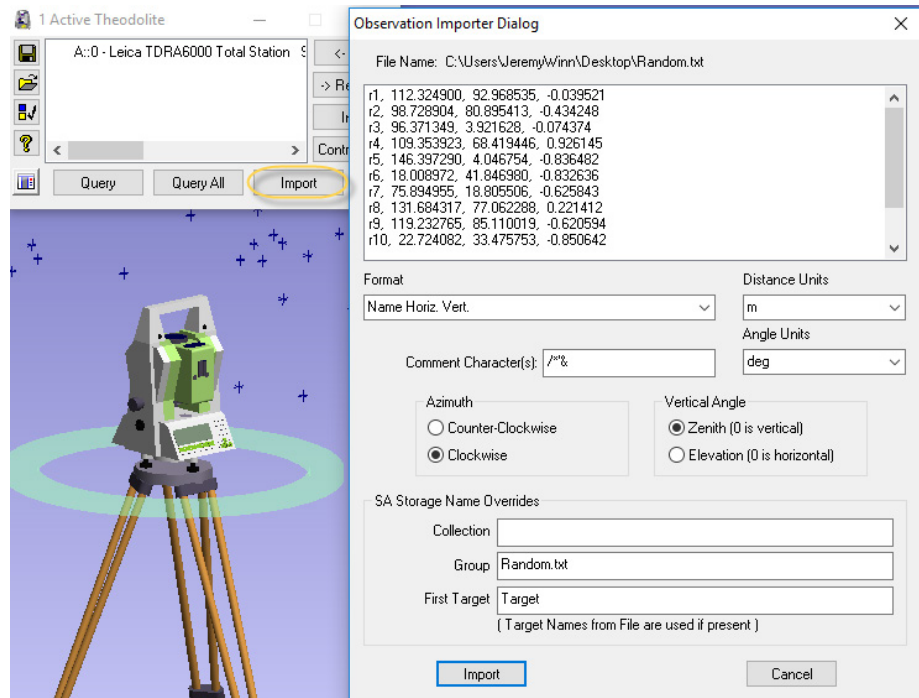 1 Active Theodolite
A::0 - Leica TDRA6000 Total Station S
<-
-> Re
In
Contr
Query
Query All
Import
Observation Importer Dialog
File Name: C:\Users\JeremyWinn\Desktop\Random.txt
r1, 112.324900, 92.968535, -0.039521
r2, 98.728904, 80.895413, -0.434248
r3, 96.371349, 3.921628, -0.074374
r4, 109.353923, 68.419446, 0.926145
r5, 146.397290, 4.046754, -0.836482
r6, 18.008972, 41.846980, -0.832636
r7, 75.894955, 18.805506, -0.625843
r8, 131.684317, 77.062288, 0.221412
r9, 119.232765, 85.110019, -0.620594
r10, 22.724082, 33.475753, -0.850642
Format
Distance Units
Name Horiz. Vert.
m
Angle Units
Comment Character(s): /*'&
deg
Azimuth
Counter-Clockwise
Clockwise
Vertical Angle
Zenith (0 is vertical)
Elevation (0 is horizontal)
SA Storage Name Overrides
Collection
Group Random.txt
First Target Target
( Target Names from File are used if present )
Import
Cancel